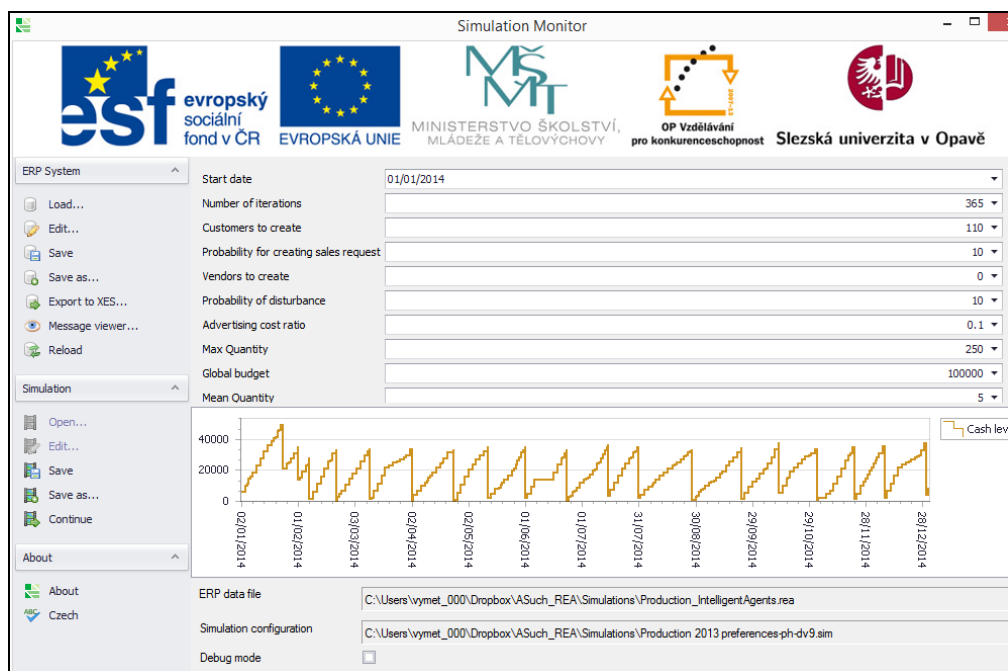 Simulation Monitor
esf evropský
sociální
fond v ČR
EVROPSKÁ UNIE
MŠMT
MINISTERSTVO ŠKOLSTVÍ,
MLÁDEŽE A TĚLOVÝCHOVY
2007-13
OP Vzdělávání
pro konkurenceschopnost
Slezská univerzita v Opavě
ERP System
Load...
Edit...
Save
Save as...
Export to XES...
Message viewer...
Reload
Simulation
Open...
Edit...
Save
Save as...
Continue
About
About
ABC Czech
Start date 01/01/2014
Number of iterations 365
Customers to create 110
Probability for creating sales request 10
Vendors to create 0
Probability of disturbance 10
Advertising cost ratio 0.1
Max Quantity 250
Global budget 100000
Mean Quantity 5
40000
20000
0
02/01/2014
01/02/2014
03/03/2014
02/04/2014
02/05/2014
01/06/2014
01/07/2014
31/07/2014
30/08/2014
29/09/2014
29/10/2014
28/11/2014
28/12/2014
Cash lev
ERP data file C:\Users\vymet_000\Dropbox\ASuch_REA\Simulations\Production_IntelligentAgents.rea
Simulation configuration C:\Users\vymet_000\Dropbox\ASuch_REA\Simulations\Production 2013 preferences-ph-dv9.sim
Debug mode